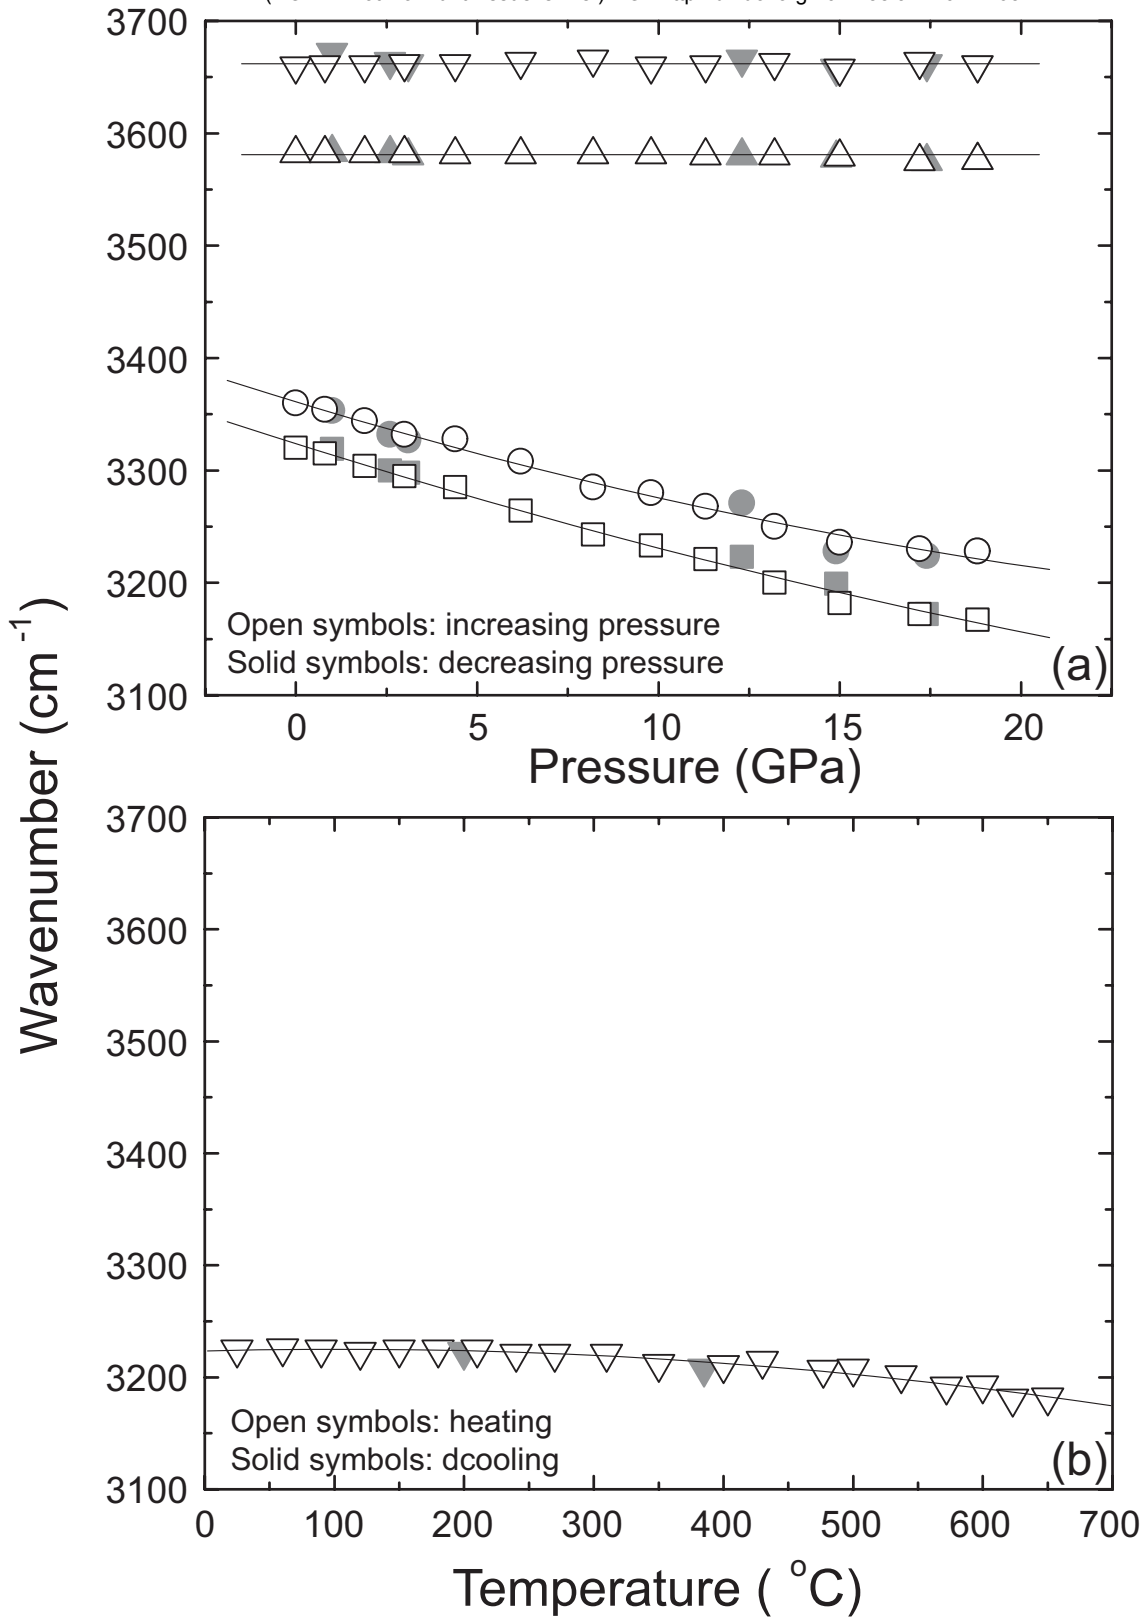 3700
3600
3500
3400
3300
3200
3100
Open symbols: increasing pressure
Solid symbols: decreasing pressure
(a)
0 5 10 15 20
Pressure (GPa)
Wavenumber (cm⁻¹)
3700
3600
3500
3400
3300
3200
3100
Open symbols: heating
Solid symbols: dcooling
(b)
0 100 200 300 400 500 600 700
Temperature ( °C)